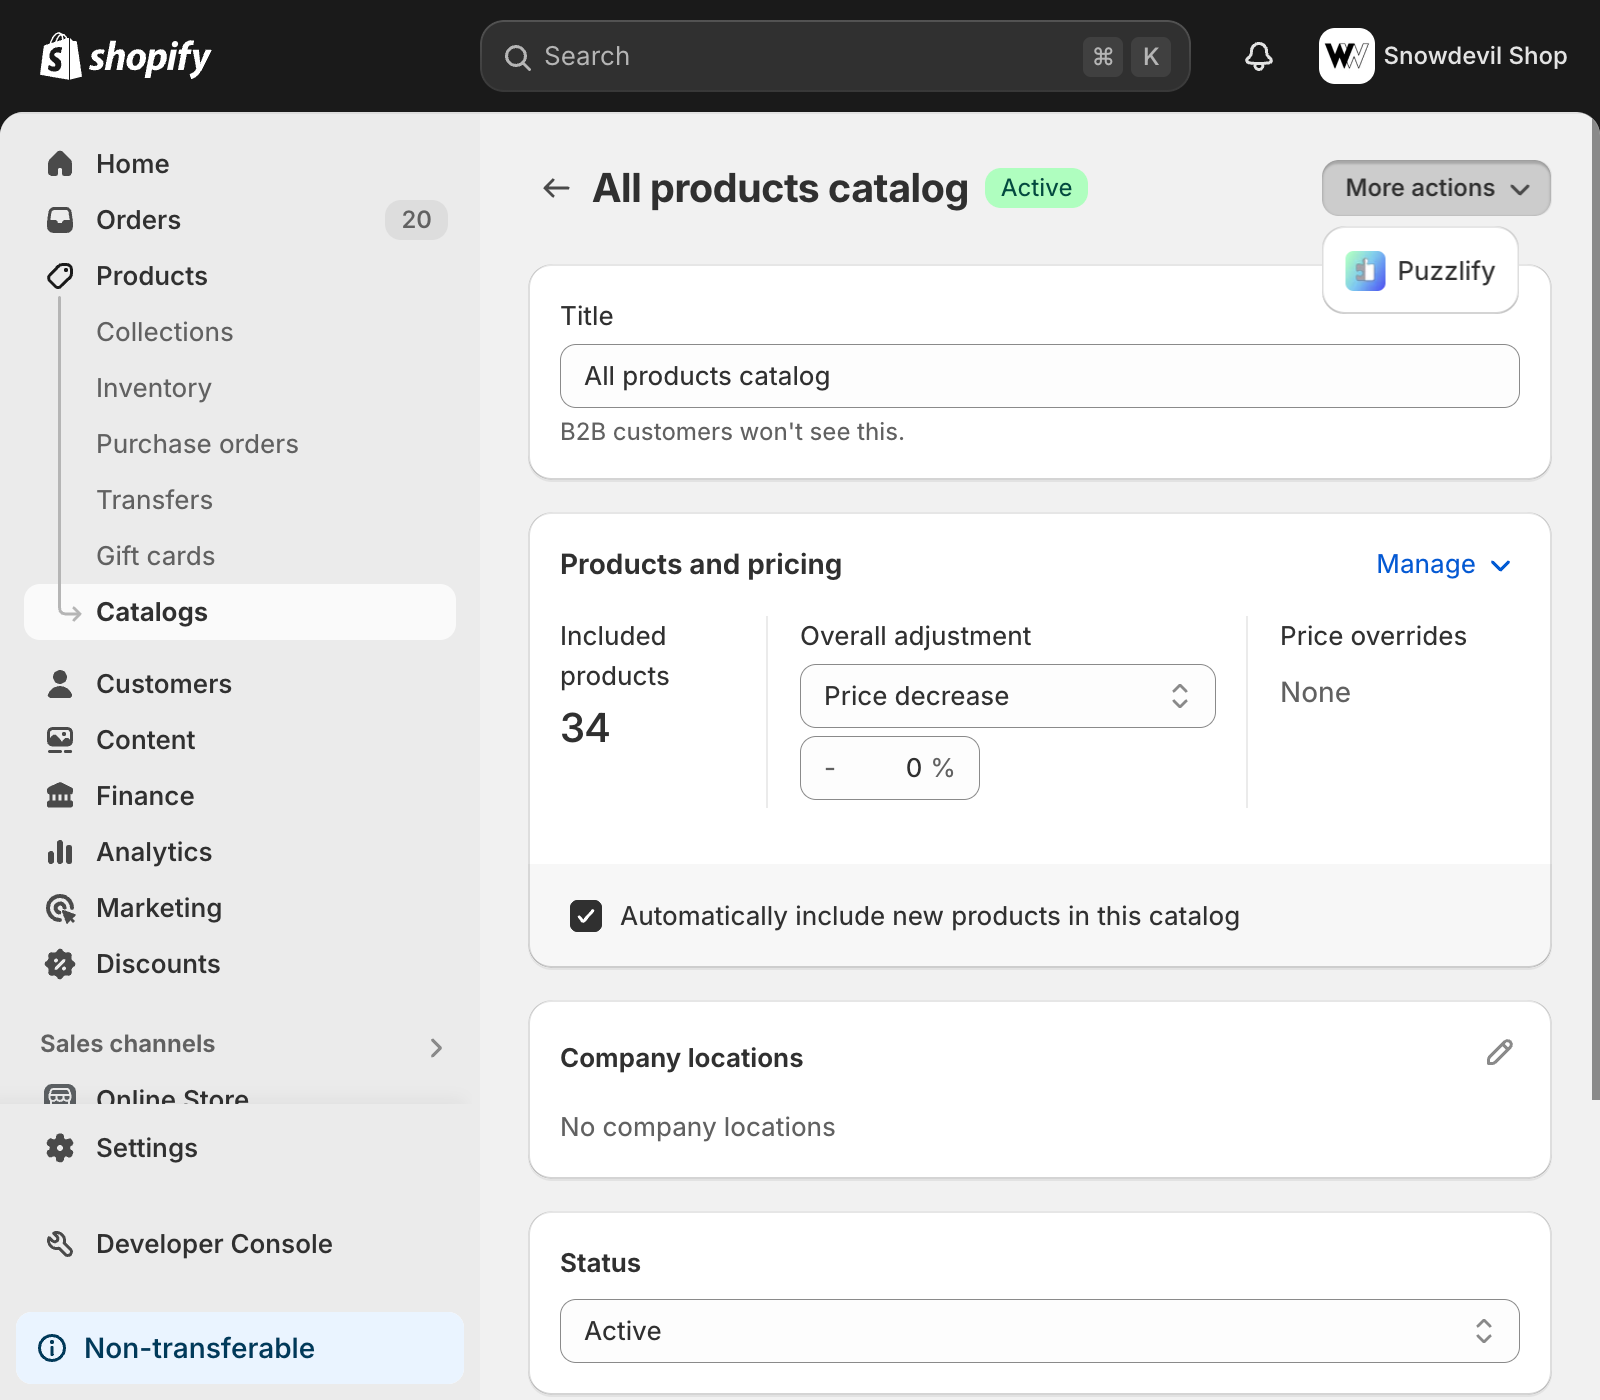 shopify
Search
⌘ K
Snowdevil Shop
Home
Orders 20
Products
Collections
Inventory
Purchase orders
Transfers
Gift cards
Catalogs
Customers
Content
Finance
Analytics
Marketing
Discounts
Sales channels
Online Store
Settings
Developer Console
Non-transferable
All products catalog Active
More actions
Puzzlify
Title
All products catalog
B2B customers won't see this.
Products and pricing
Manage
Included
products
34
Overall adjustment
Price decrease
- 0 %
Price overrides
None
Automatically include new products in this catalog
Company locations
No company locations
Status
Active